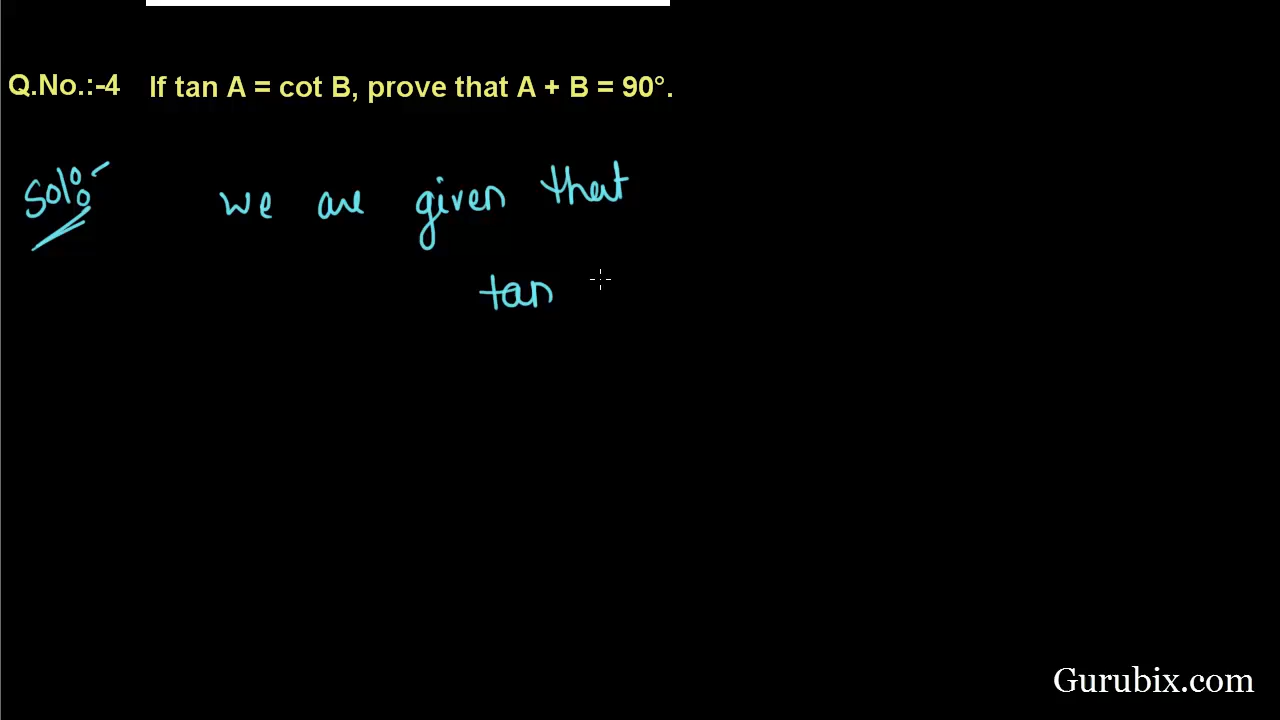 Q.No.:-4 If tan A = cot B, prove that A + B = 90°.
Sol:-
we are given that
tan
Gurubix.com